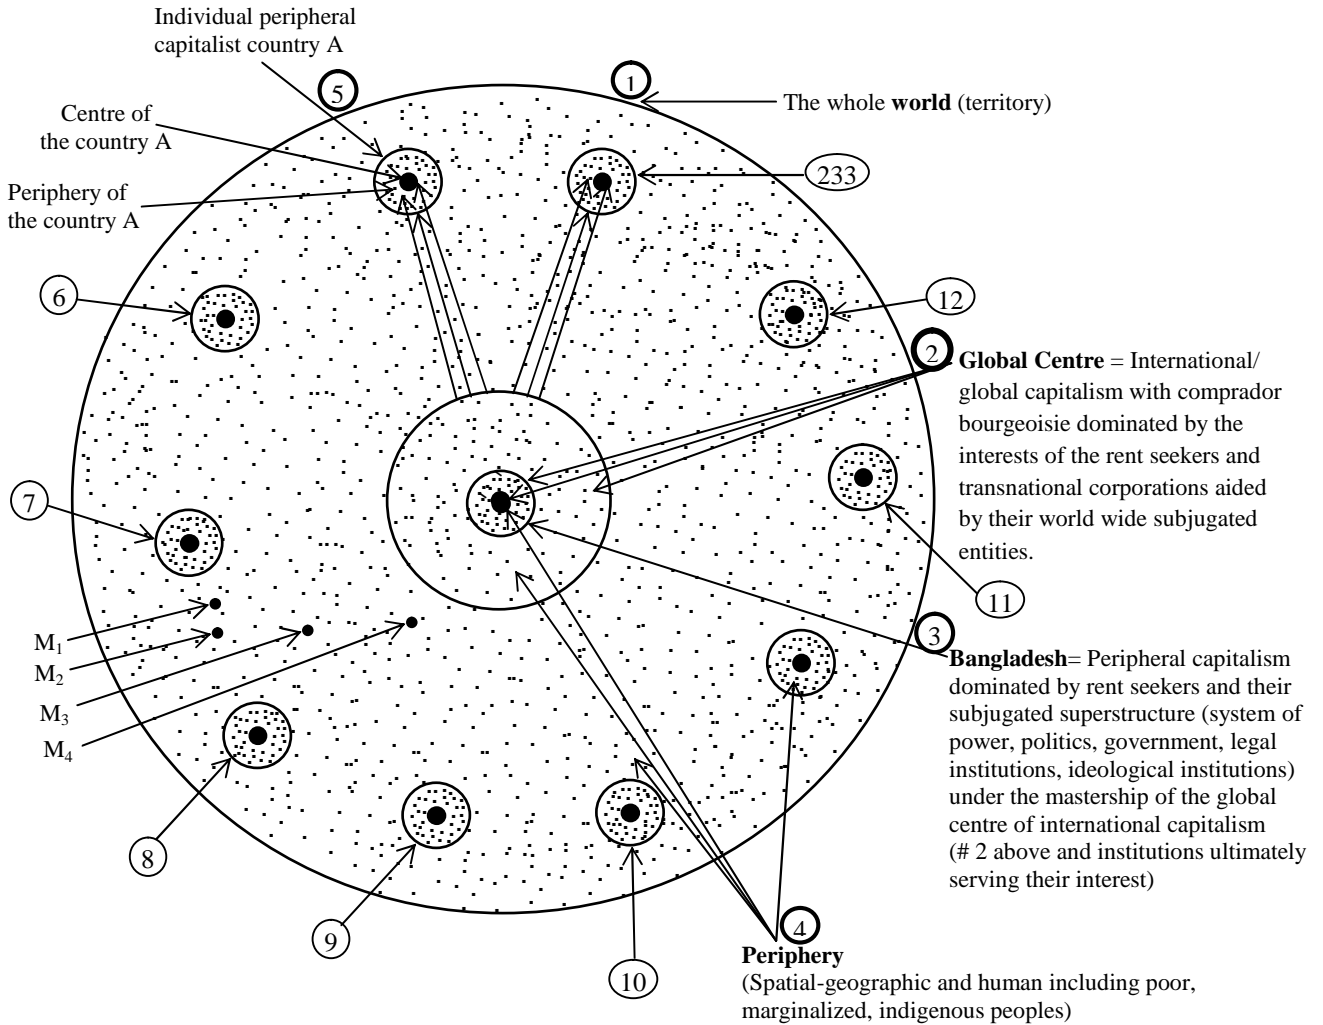 Individual peripheral
capitalist country A
5
1
The whole world (territory)
Centre of
the country A
233
Periphery of
the country A
6
12
2
Global Centre = International/
global capitalism with comprador
bourgeoisie dominated by the
interests of the rent seekers and
transnational corporations aided
by their world wide subjugated
entities.
7
11
3
M1
M2
M3
M4
Bangladesh= Peripheral capitalism
dominated by rent seekers and their
subjugated superstructure (system of
power, politics, government, legal
institutions, ideological institutions)
under the mastership of the global
centre of international capitalism
(# 2 above and institutions ultimately
serving their interest)
8
9
10
4
Periphery
(Spatial-geographic and human including poor,
marginalized, indigenous peoples)